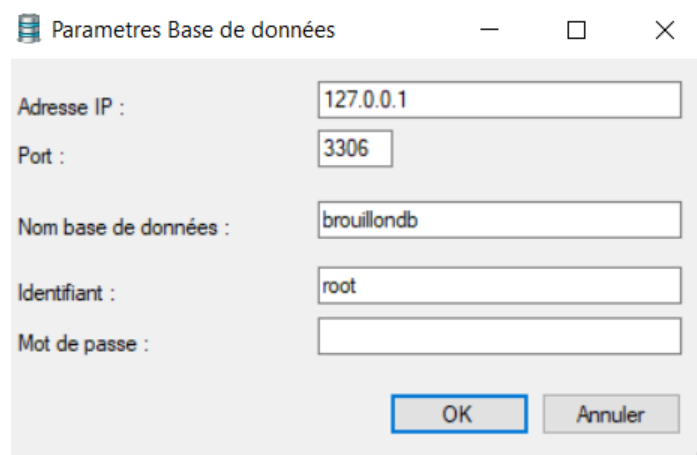 Parametres Base de données
Adresse IP : 127.0.0.1
Port : 3306
Nom base de données : brouillondb
Identifiant : root
Mot de passe :
OK Annuler